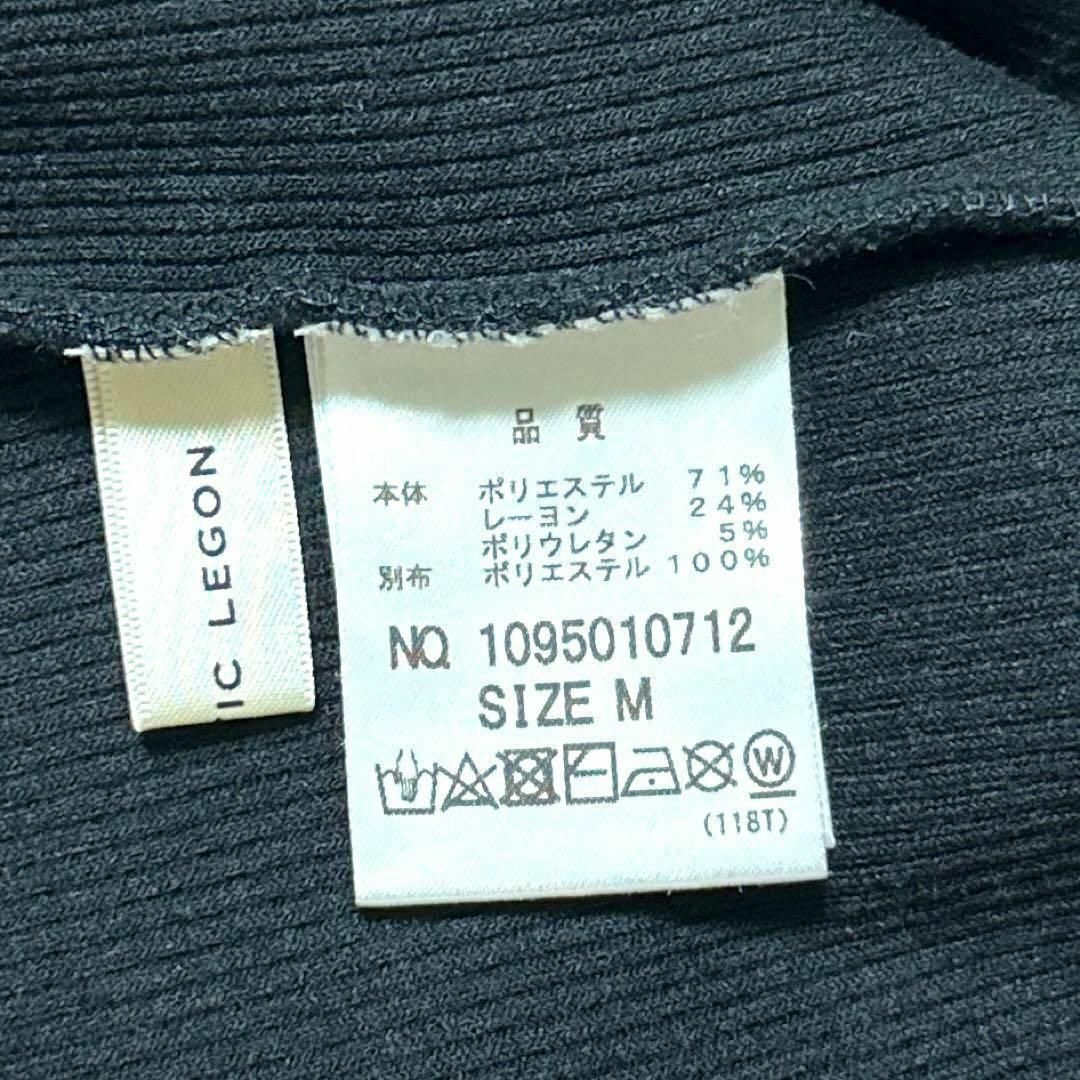 IC LEGON
品 質
本体 ポリエステル 71%
レーヨン 24%
ポリウレタン 5%
別布 ポリエステル 100%
NO. 1095010712
SIZE M
W
(118T)